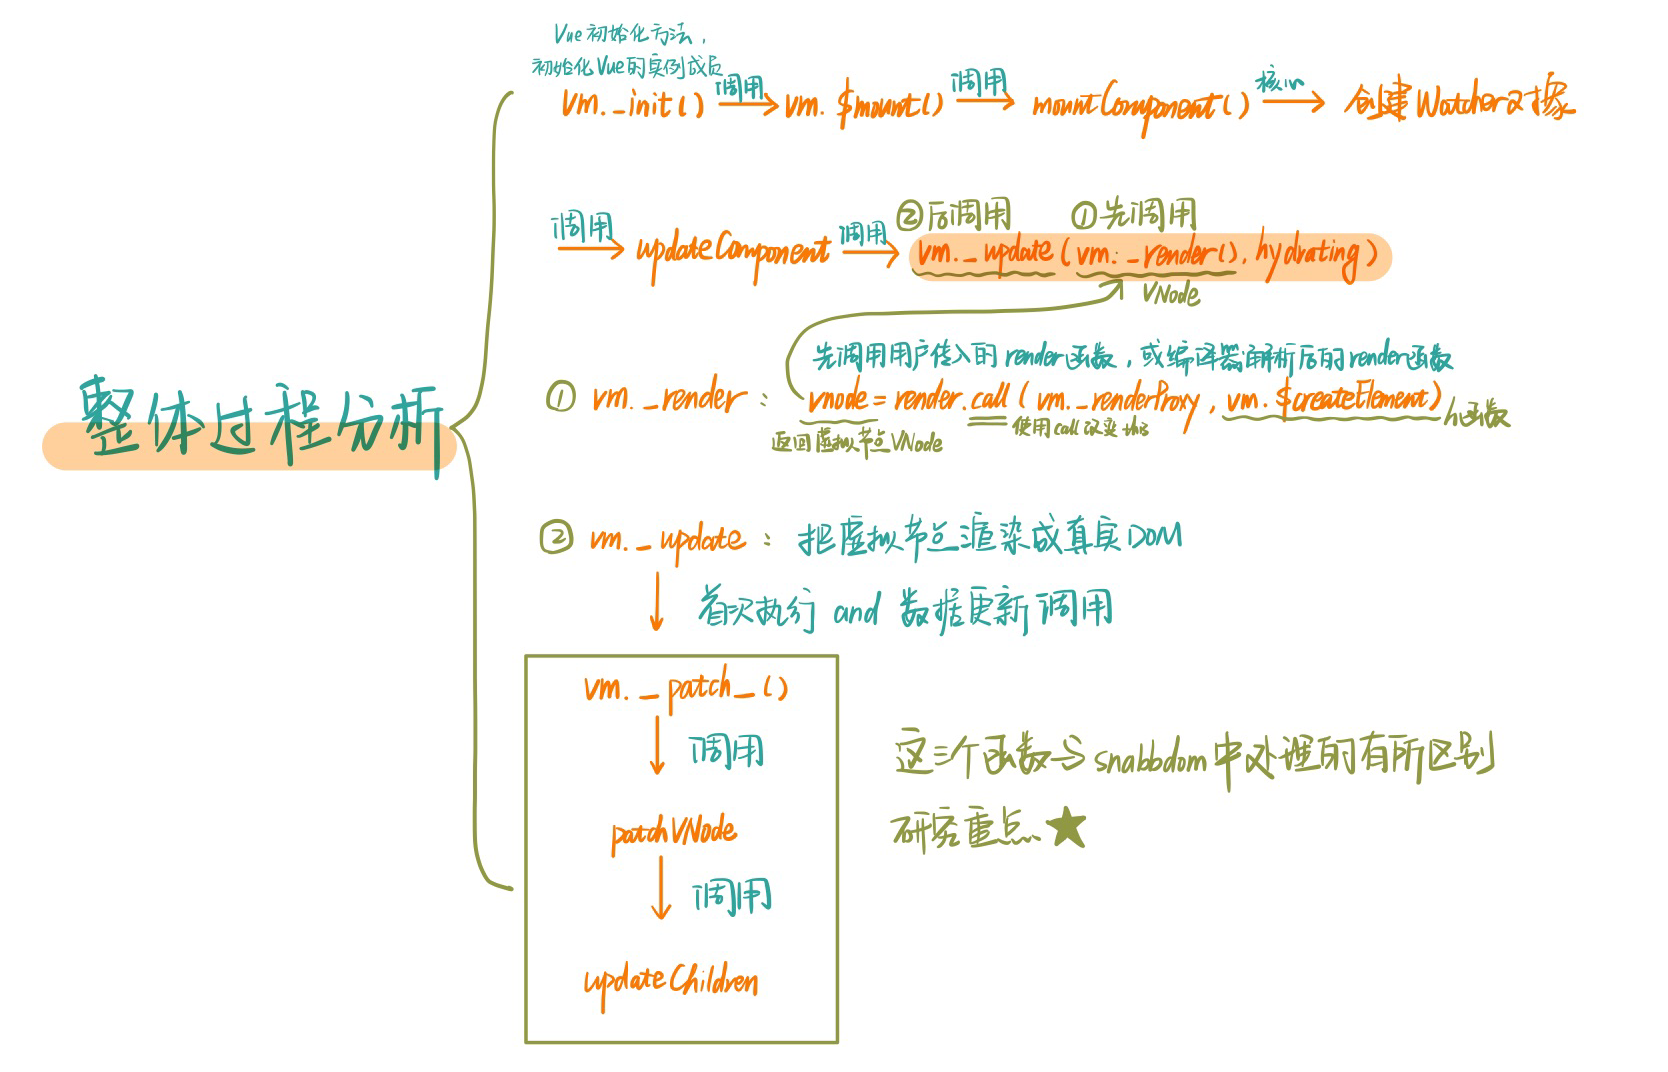 整体过程分析
Vue初始化方法，
初始化Vue的实例成员
vm._init() 调用 vm.$mount() 调用 mountComponent() 核心 创建Watcher对象
②后调用 ①先调用
调用 updateComponent 调用 vm._update(vm._render(), hydrating)
VNode
先调用用户传入的render函数，或编译器解析后的render函数
① vm._render： vnode = render.call(vm._renderProxy, vm.$createElement) h函数
返回虚拟节点VNode 使用call改变this
② vm._update： 把虚拟节点渲染成真实DOM
首次执行 and 数据更新调用
vm._patch_()
调用
patchVNode
调用
updateChildren
这三个函数与snabbdom中处理的有所区别
研究重点★